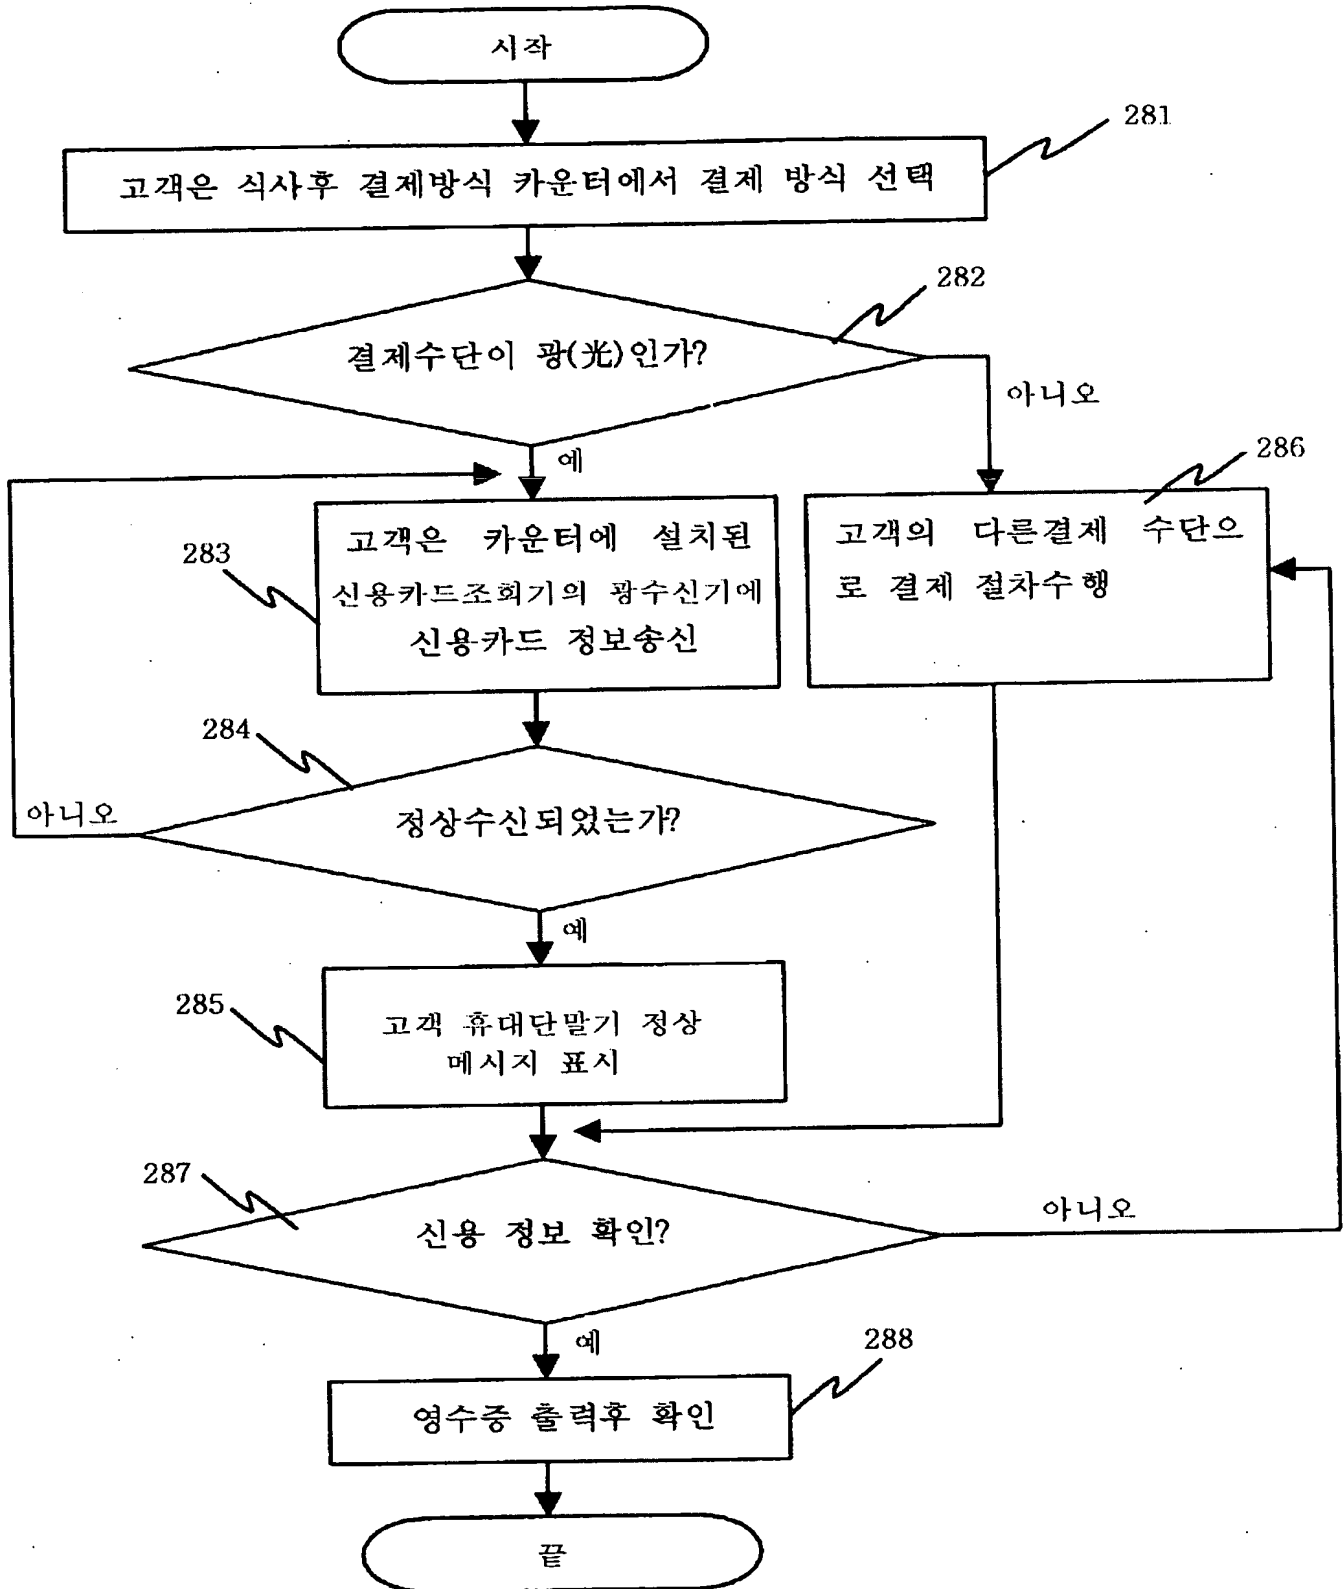 시작
281
고객은 식사후 결제방식 카운터에서 결제 방식 선택
282
결제수단이 광(光)인가?
아니오
예
286
283
고객은 카운터에 설치된
신용카드조회기의 광수신기에
신용카드 정보송신
고객의 다른결제 수단으
로 결제 절차수행
284
정상수신되었는가?
아니오
예
285
고객 휴대단말기 정상
메시지 표시
287
신용 정보 확인?
아니오
예
288
영수증 출력후 확인
끝